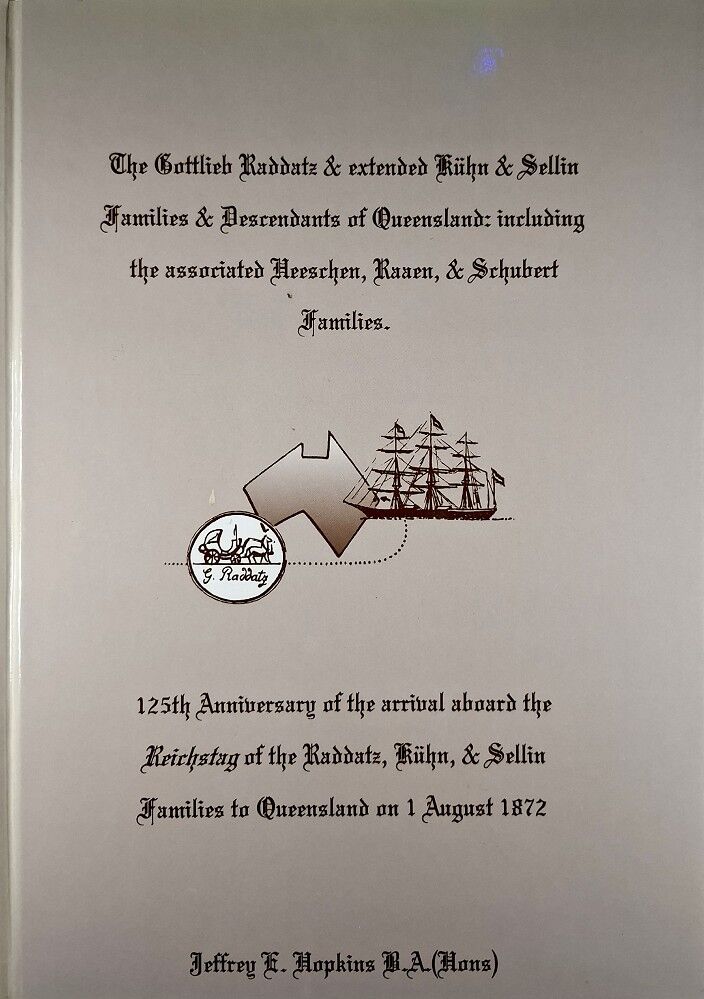 The Gottlieb Raddatz & extended Kühn & Sellin
Families & Descendants of Queensland: including
the associated Heeschen, Raaen, & Schubert
Families.
G. Raddatz
125th Anniversary of the arrival aboard the
Reichstag of the Raddatz, Kühn, & Sellin
Families to Queensland on 1 August 1872
Jeffrey E. Hopkins B.A.(Hons)